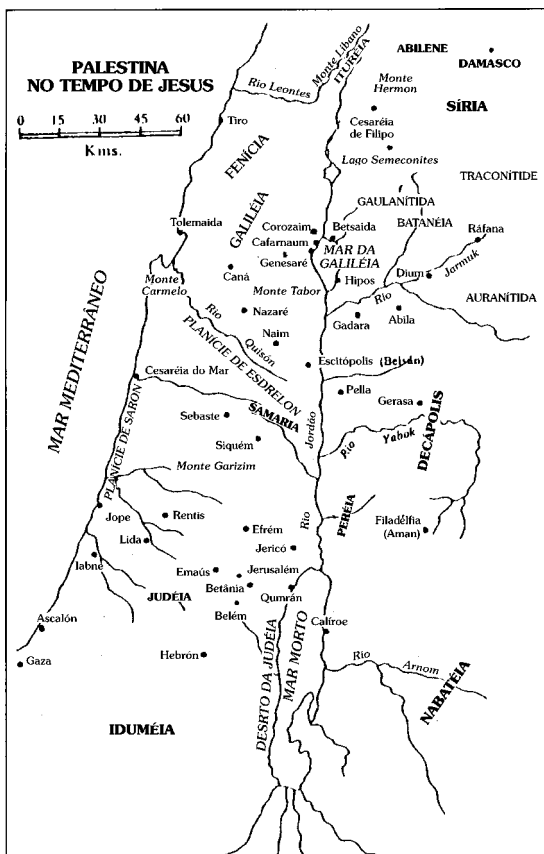 PALESTINA
NO TEMPO DE JESUS
0 15 30 45 60
Kms.
Rio Leontes
Monte Líbano
ITURÉIA
ABILENE
DAMASCO
Monte
Hermon
SÍRIA
Cesaréia
de Filipo
Tiro
FENÍCIA
Lago Semeconites
TRACONÍTIDE
GAULANÍTIDA
BATANÉIA
Tolemaida
GALILÉIA
Corozaim
Betsaida
Cafarnaum
MAR DA
GALILÉIA
Genesaré
Ráfana
Caná
Hipos
Dium
Jarmuk
Rio
Monte
Carmelo
Monte Tabor
AURANÍTIDA
Nazaré
Gadara
Abila
Rio
Quisón
Naim
PLANÍCIE DE ESDRELON
MAR MEDITERRÂNEO
Escitópolis (Beisán)
Cesaréia do Mar
Pella
Gerasa
Sebaste
SAMARIA
Jordéo
DECÁPOLIS
PLANÍCIE DE SARON
Siquém
Rio Yabuk
Monte Garizim
Jope
Rentis
Efrém
Rio
PERÉIA
Filadélfia
(Aman)
Lida
Jericó
Iabne
Emaús
Jerusalém
Betânia
Qumrán
JUDÉIA
Belém
Ascalón
Calíroe
Gaza
Hebrón
MAR MORTO
DESRTO DA JUDÉIA
Rio Arnom
NABATÉIA
IDUMÉIA